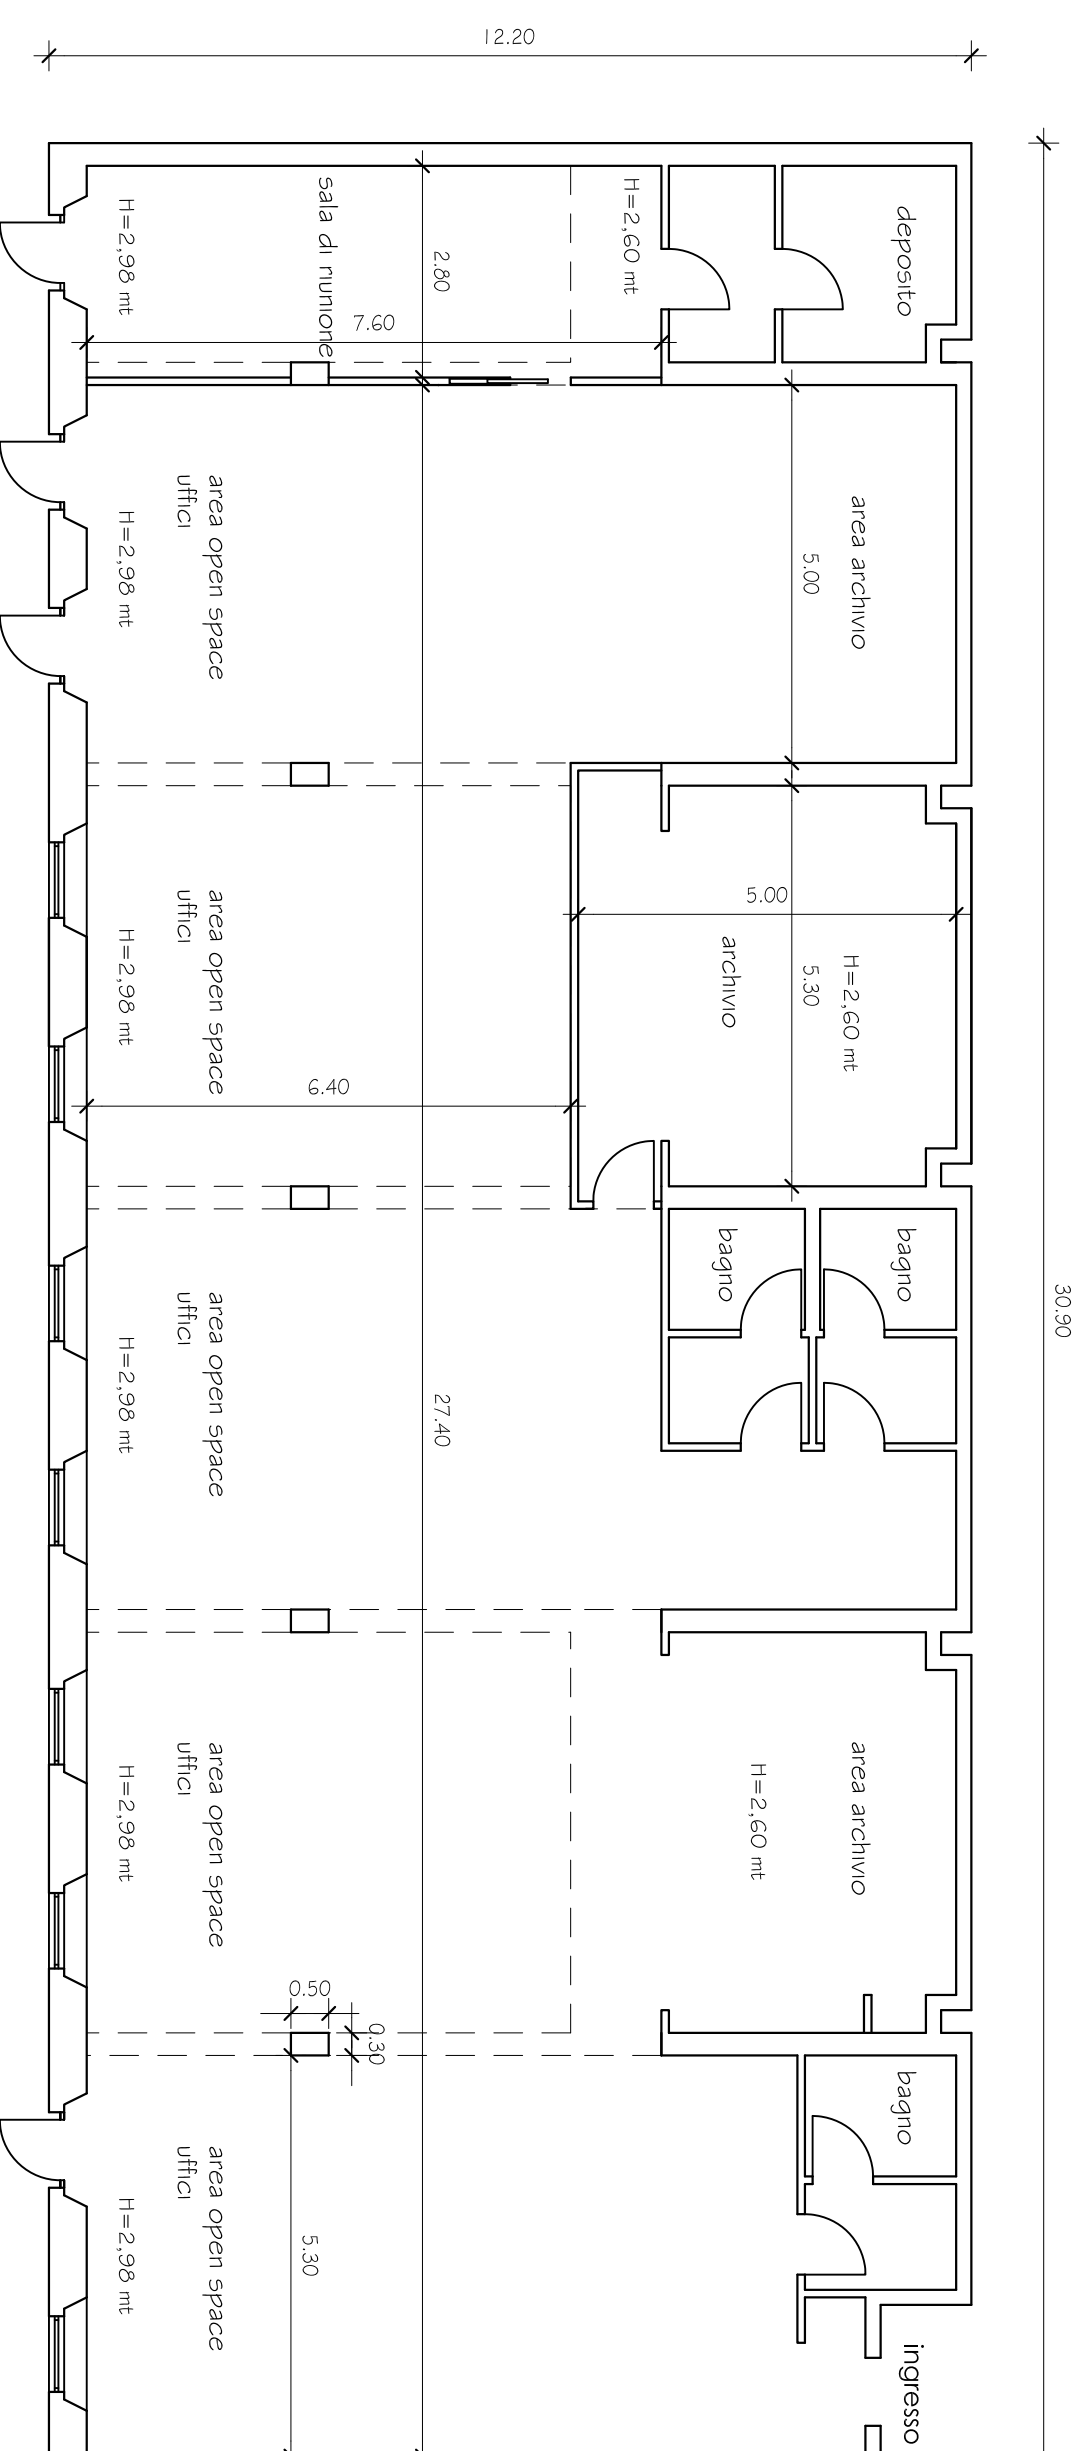 12.20
30.90
deposito
H=2,60 mt
sala di riunione
H=2,98 mt
2.80
7.60
area archivio
5.00
area open space
uffici
H=2,98 mt
5.00
archivio
H=2,60 mt
5.30
area open space
uffici
H=2,98 mt
6.40
bagno
bagno
27.40
area open space
uffici
H=2,98 mt
area archivio
H=2,60 mt
area open space
uffici
H=2,98 mt
0.50
0.30
bagno
area open space
uffici
H=2,98 mt
5.30
ingresso